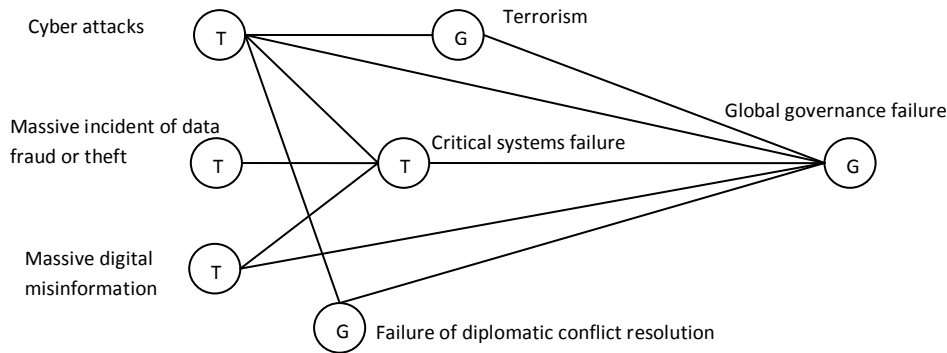 Cyber attacks
T
G
Terrorism
Global governance failure
G
Massive incident of data
fraud or theft
T
T
Critical systems failure
Massive digital
misinformation
T
G
Failure of diplomatic conflict resolution